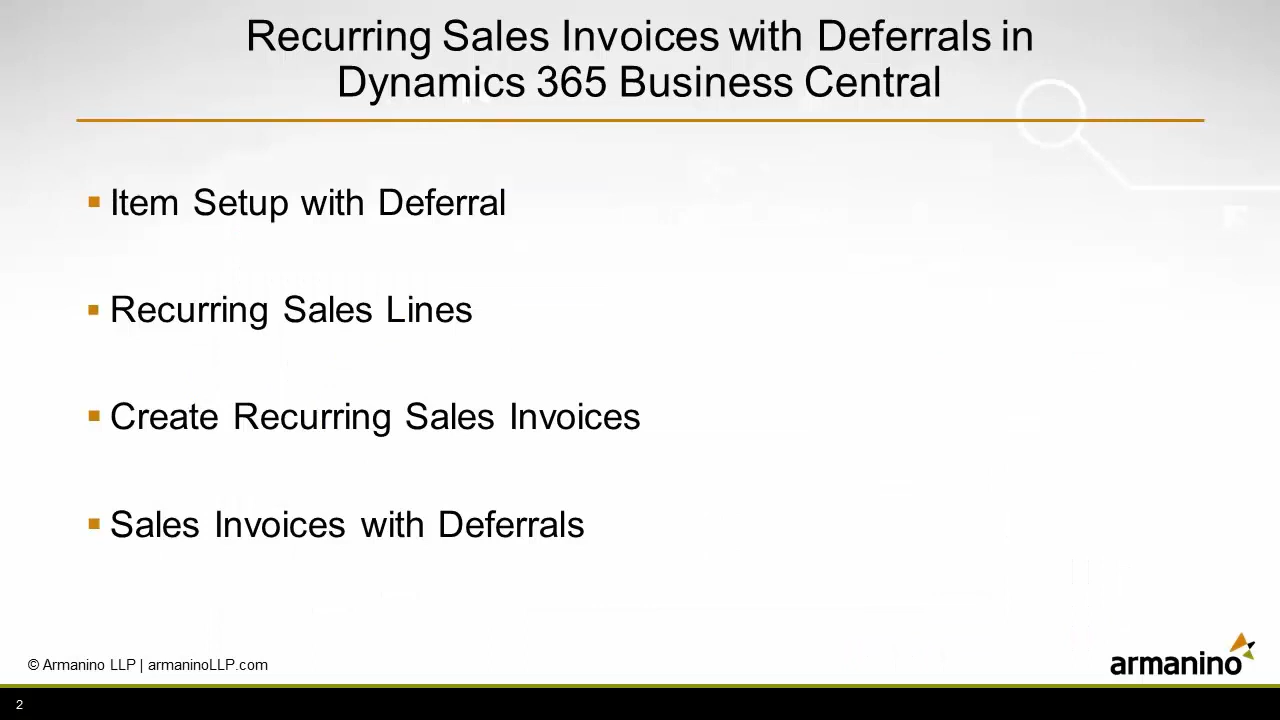 Recurring Sales Invoices with Deferrals in
Dynamics 365 Business Central
Item Setup with Deferral
Recurring Sales Lines
Create Recurring Sales Invoices
Sales Invoices with Deferrals
© Armanino LLP | armaninoLLP.com
armanino
2